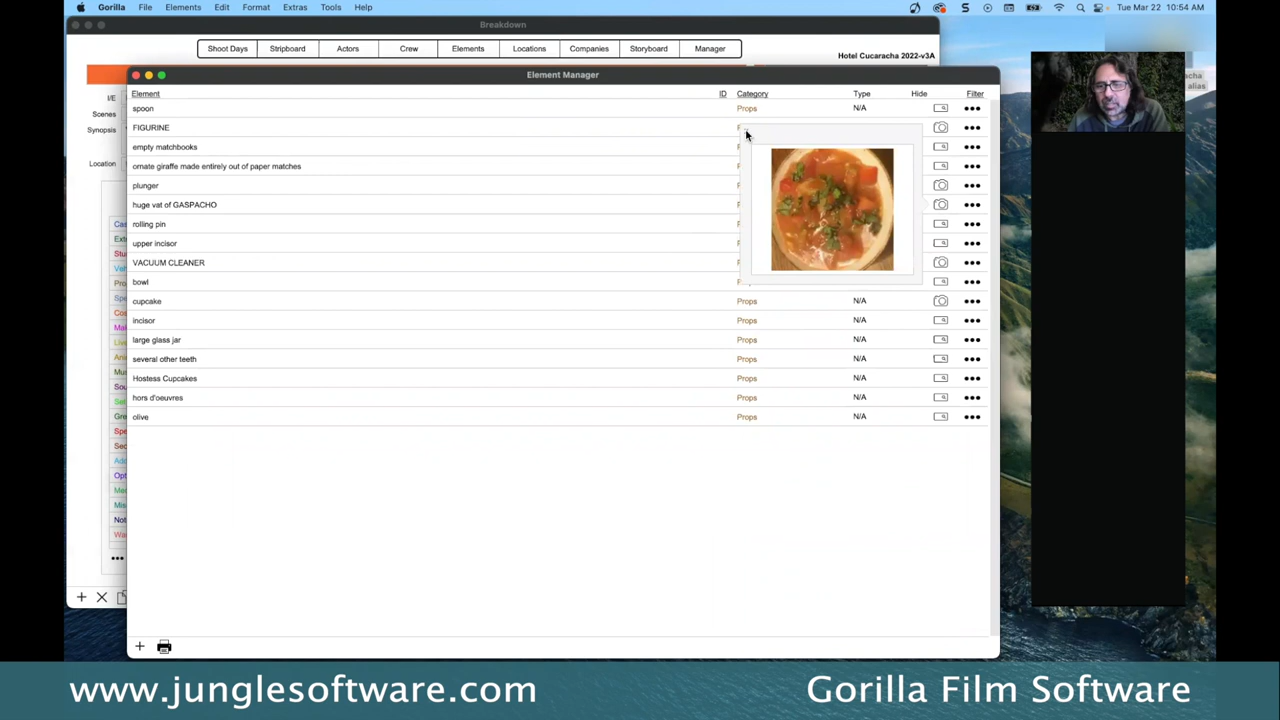 Gorilla File Elements Edit Format Extras Tools Help Tue Mar 22 10:54 AM
Breakdown
Shoot Days Stripboard Actors Crew Elements Locations Companies Storyboard Manager
Hotel Cucaracha 2022-v3A
Element Manager
Element ID Category Type Hide Filter
spoon Props N/A
FIGURINE
empty matchbooks
ornate giraffe made entirely out of paper matches
plunger
huge vat of GASPACHO
rolling pin
upper incisor
VACUUM CLEANER
bowl
cupcake Props N/A
incisor Props N/A
large glass jar Props N/A
several other teeth Props N/A
Hostess Cupcakes Props N/A
hors d'oeuvres Props N/A
olive Props N/A
I/E
Scenes
Synopsis
Location
alias
www.junglesoftware.com Gorilla Film Software